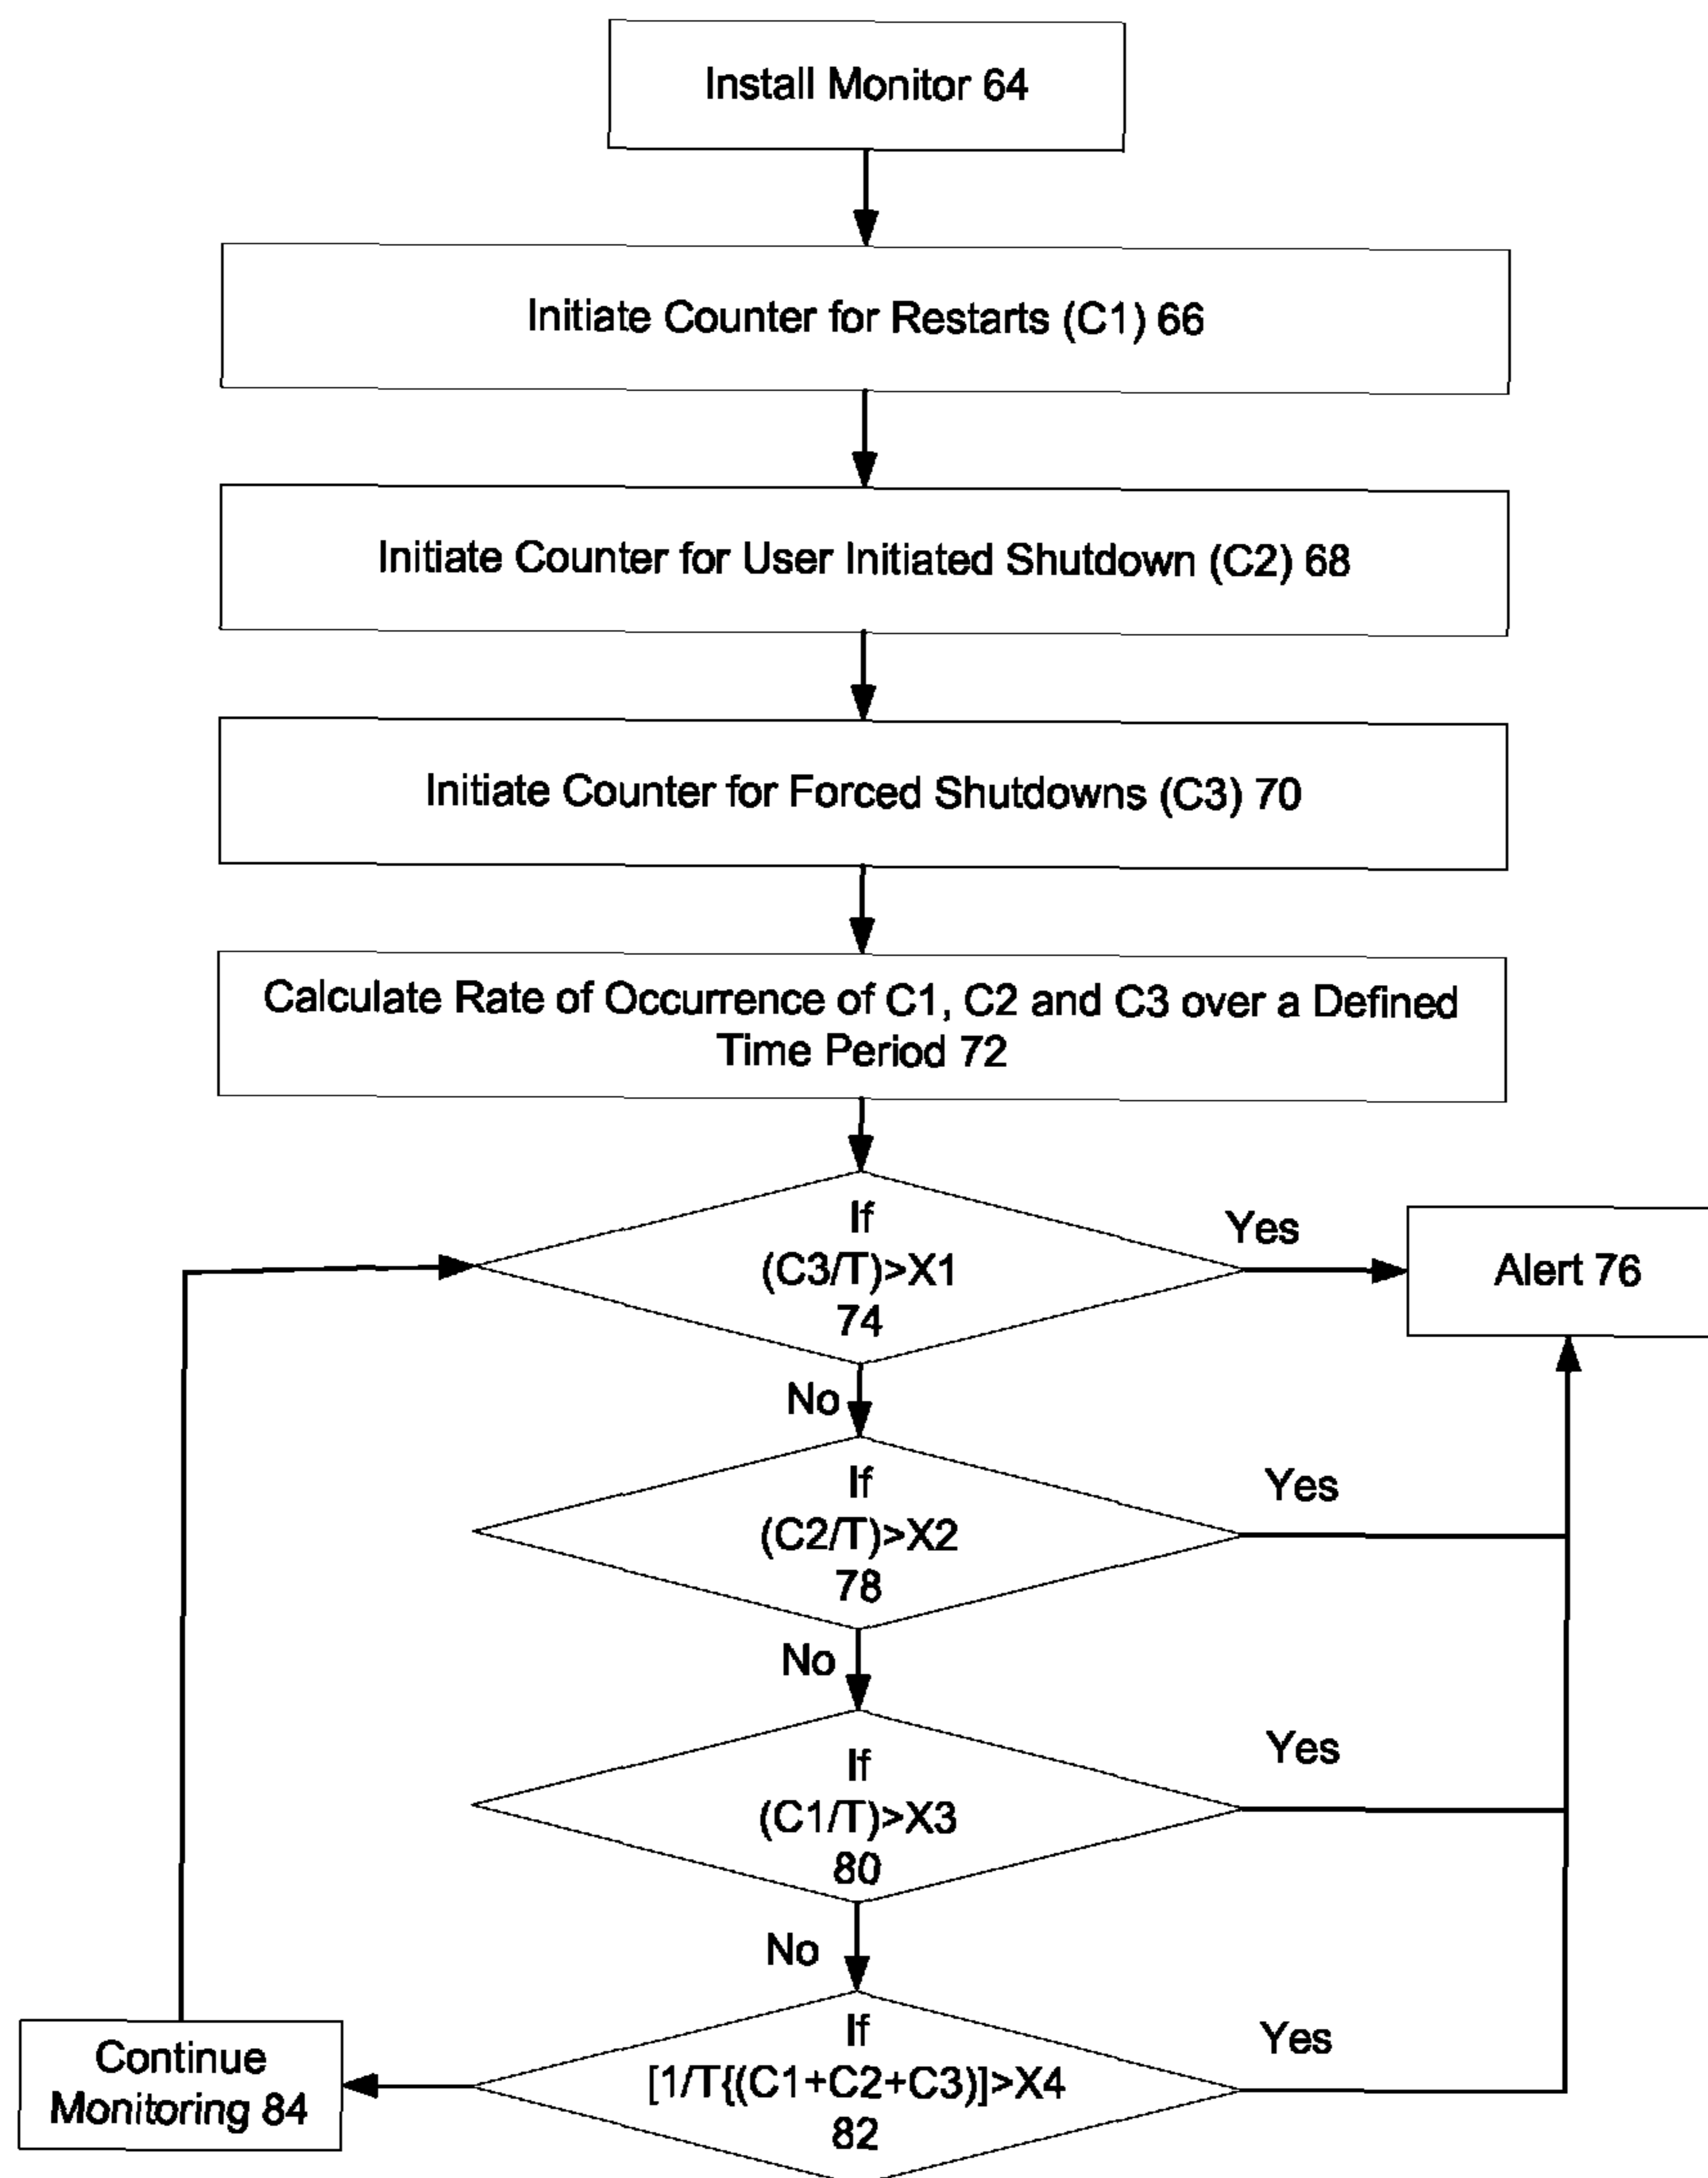 Install Monitor 64
Initiate Counter for Restarts (C1) 66
Initiate Counter for User Initiated Shutdown (C2) 68
Initiate Counter for Forced Shutdowns (C3) 70
Calculate Rate of Occurrence of C1, C2 and C3 over a Defined
Time Period 72
If
(C3/T)>X1
74
Yes
Alert 76
No
If
(C2/T)>X2
78
Yes
No
If
(C1/T)>X3
80
Yes
No
If
[1/T{(C1+C2+C3)]>X4
82
Yes
Continue
Monitoring 84